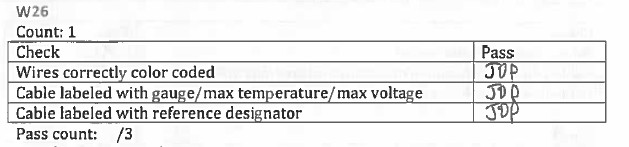 W26
Count: 1
Check Pass
Wires correctly color coded JDP
Cable labeled with gauge/max temperature/max voltage JDP
Cable labeled with reference designator JDP
Pass count: /3